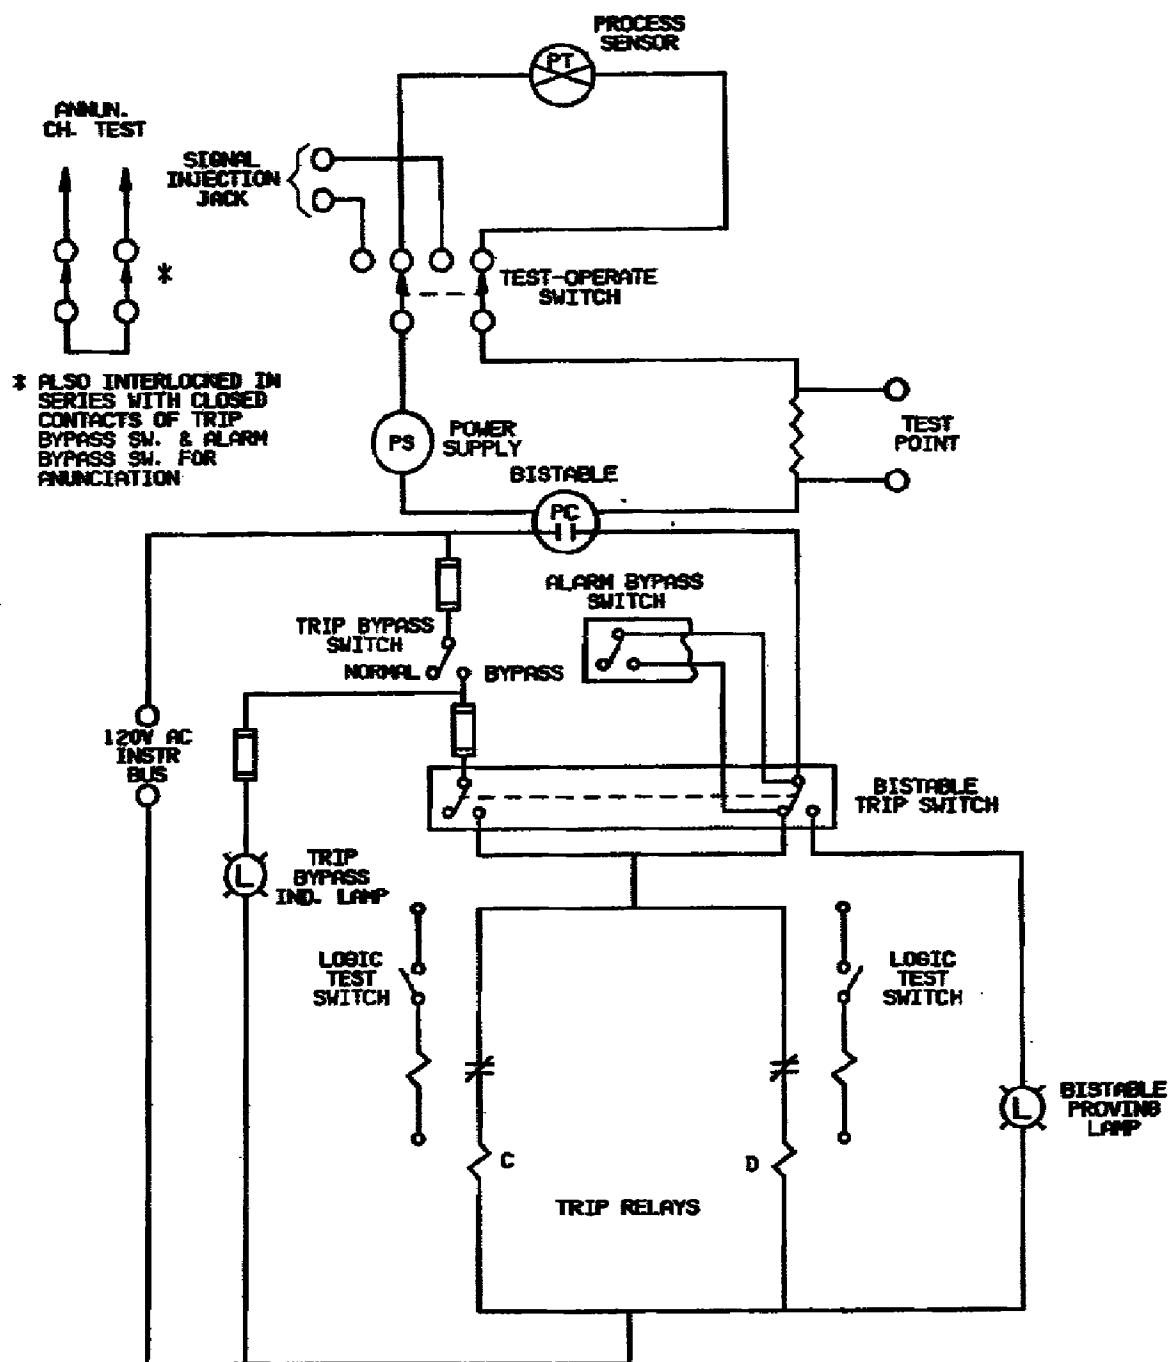 PROCESS
SENSOR
PT
ANNUN.
CH. TEST
SIGNAL
INJECTION
JACK
*
TEST-OPERATE
SWITCH
* ALSO INTERLOCKED IN
SERIES WITH CLOSED
CONTACTS OF TRIP
BYPASS SW. & ALARM
BYPASS SW. FOR
ANUNCIATION
PS
POWER
SUPPLY
TEST
POINT
BISTABLE
PC
ALARM BYPASS
SWITCH
TRIP BYPASS
SWITCH
NORMAL
BYPASS
120V AC
INSTR
BUS
BISTABLE
TRIP SWITCH
L
TRIP
BYPASS
IND. LAMP
LOGIC
TEST
SWITCH
LOGIC
TEST
SWITCH
L
BISTABLE
PROVING
LAMP
C
D
TRIP RELAYS